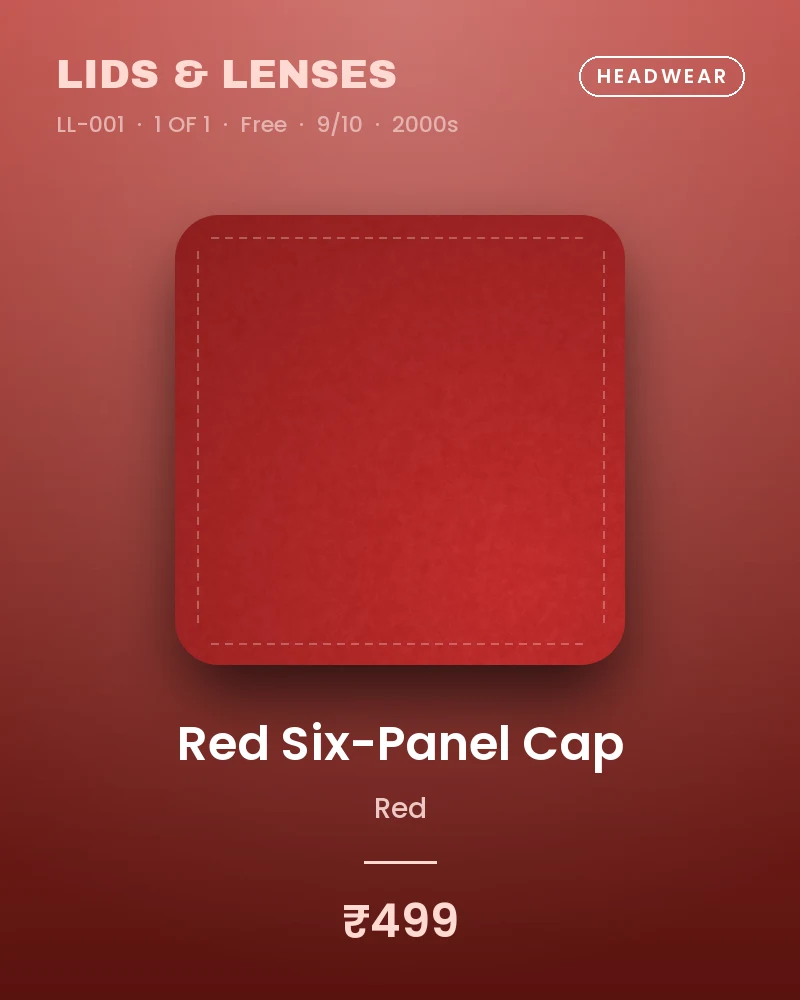 LIDS & LENSES
HEADWEAR
LL-001 · 1 OF 1 · Free · 9/10 · 2000s
Red Six-Panel Cap
Red
₹499